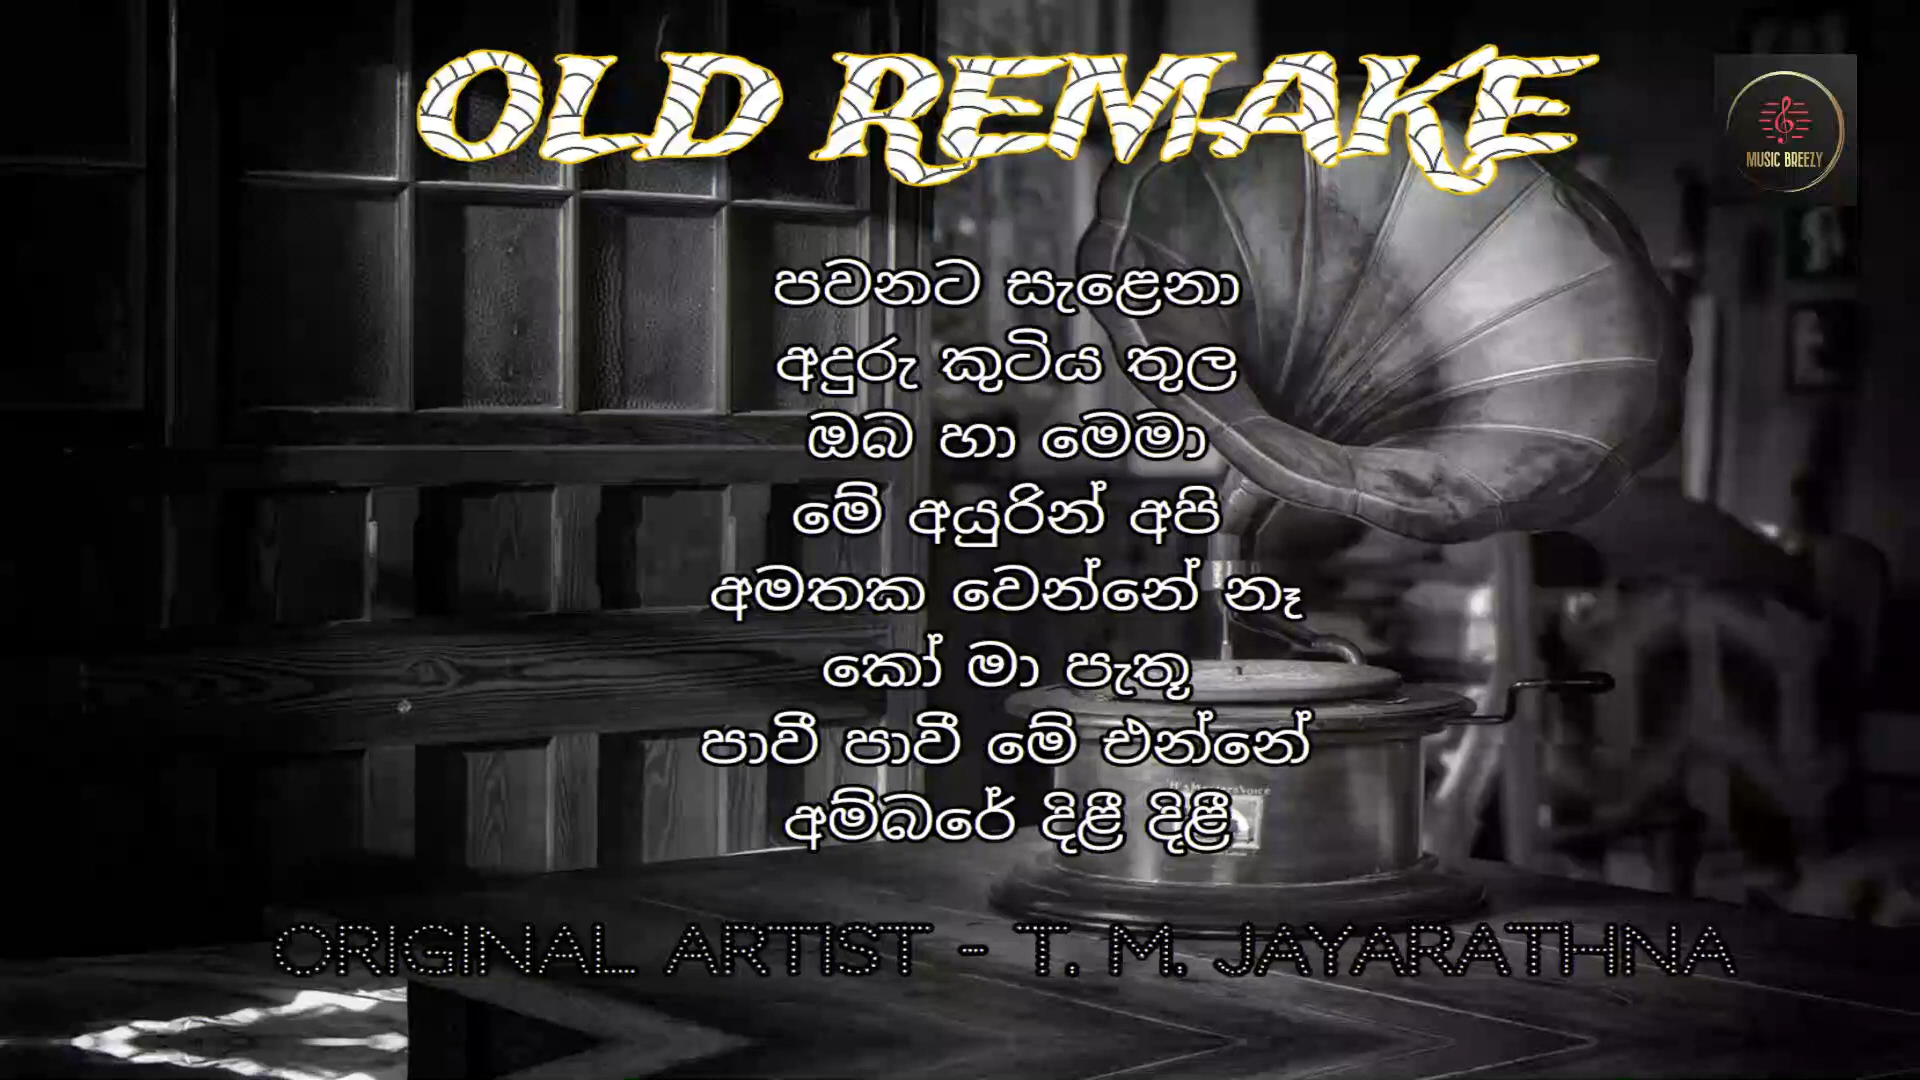 OLD REMAKE
MUSIC BREEZY
පවනට සැළෙනා
අදුරු කුටිය තුල
ඔබ හා මෙමා
මේ අයුරින් අපි
අමතක වෙන්නේ නෑ
කෝ මා පැතූ
පාවී පාවී මේ එන්නේ
අම්බරේ දිළී දිළී
ORIGINAL ARTIST - T. M. JAYARATHNA